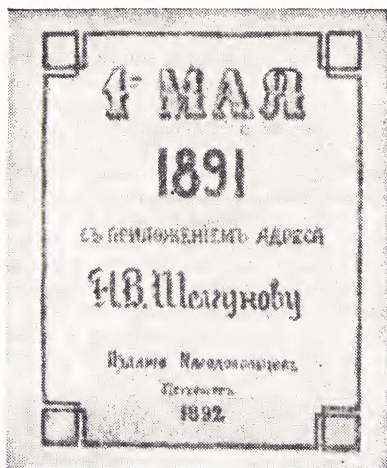 1е МАЯ
1891
СЪ ПРИЛОЖЕНІЕМЪ АДРЕСА
Н.В. Шелгунову
Изданіе Народовольцевъ
Петербургъ
1892